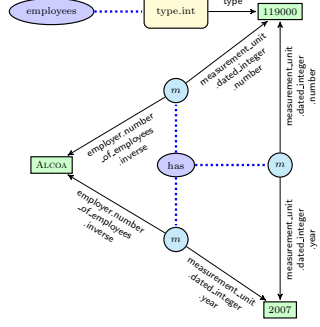 type
employees
type.int
119000
measurement_unit
.dated_integer
.number
measurement_unit
.dated_integer
.number
m
employer.number
_of_employees
.inverse
ALCOA
has
m
employer.number
_of_employees
.inverse
m
measurement_unit
.dated_integer
.year
measurement_unit
.dated_integer
.year
2007